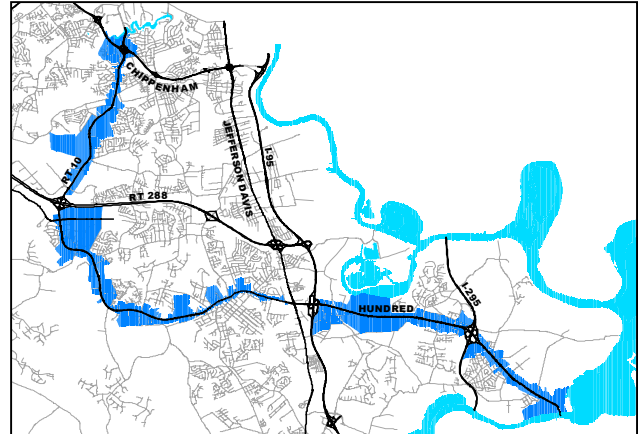 CHIPPENHAM
JEFFERSON DAVIS
I-95
RT 10
RT 288
HUNDRED
I-295